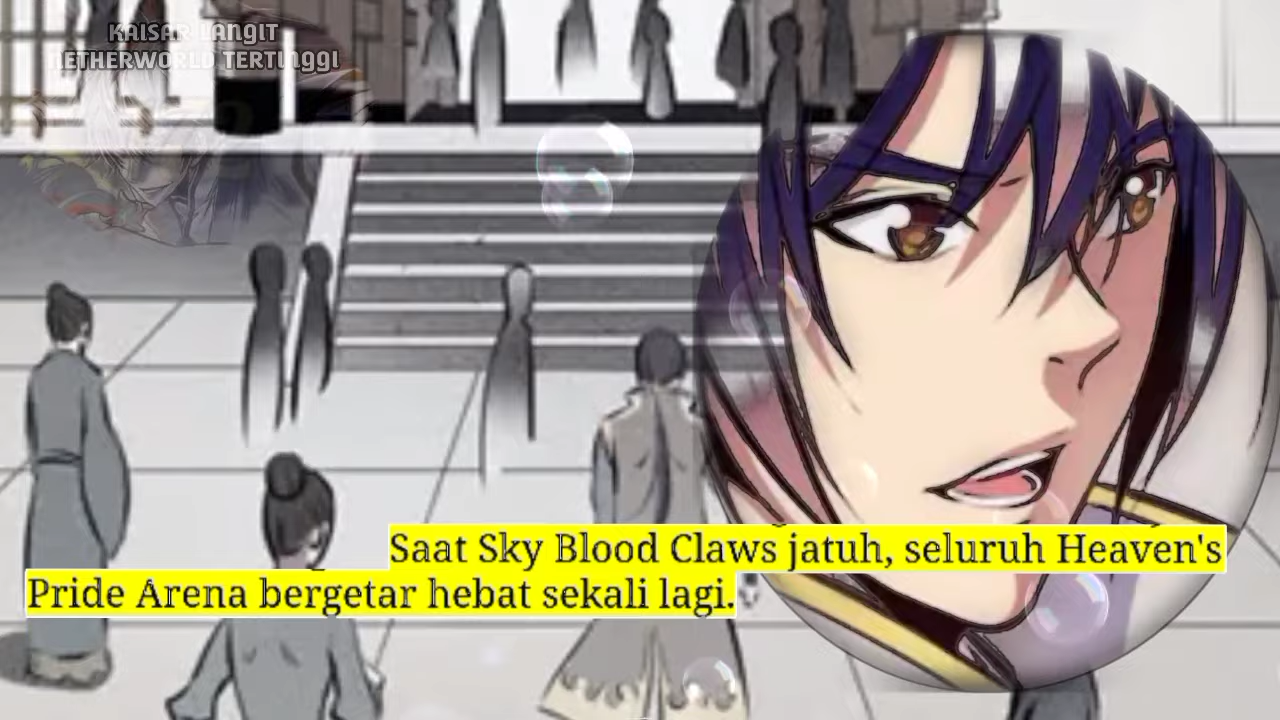 KAISAR LANGIT
NETHERWORLD TERTINGGI
Saat Sky Blood Claws jatuh, seluruh Heaven's
Pride Arena bergetar hebat sekali lagi.